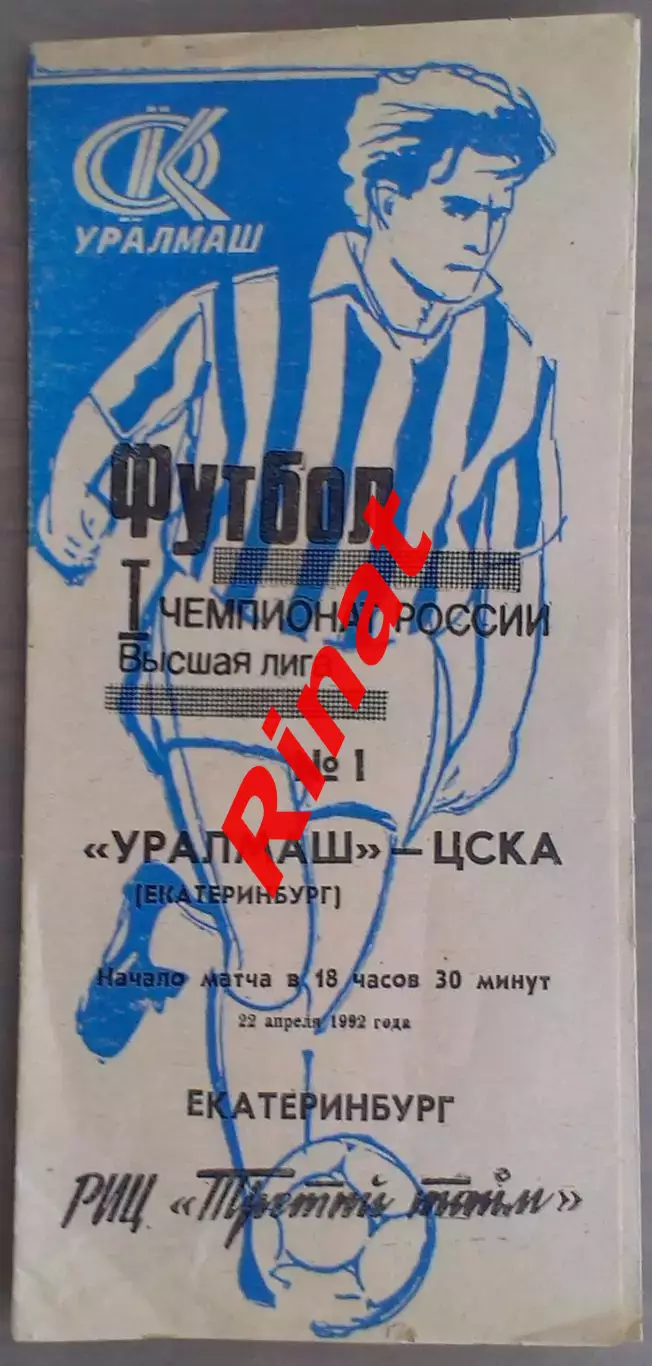 УРАЛМАШ
Футбол
I ЧЕМПИОНАТ РОССИИ
Высшая лига
№ 1
«УРАЛМАШ» – ЦСКА
(ЕКАТЕРИНБУРГ)
Начало матча в 18 часов 30 минут
22 апреля 1992 года
ЕКАТЕРИНБУРГ
РИЦ «Третий тайм»
Rinat